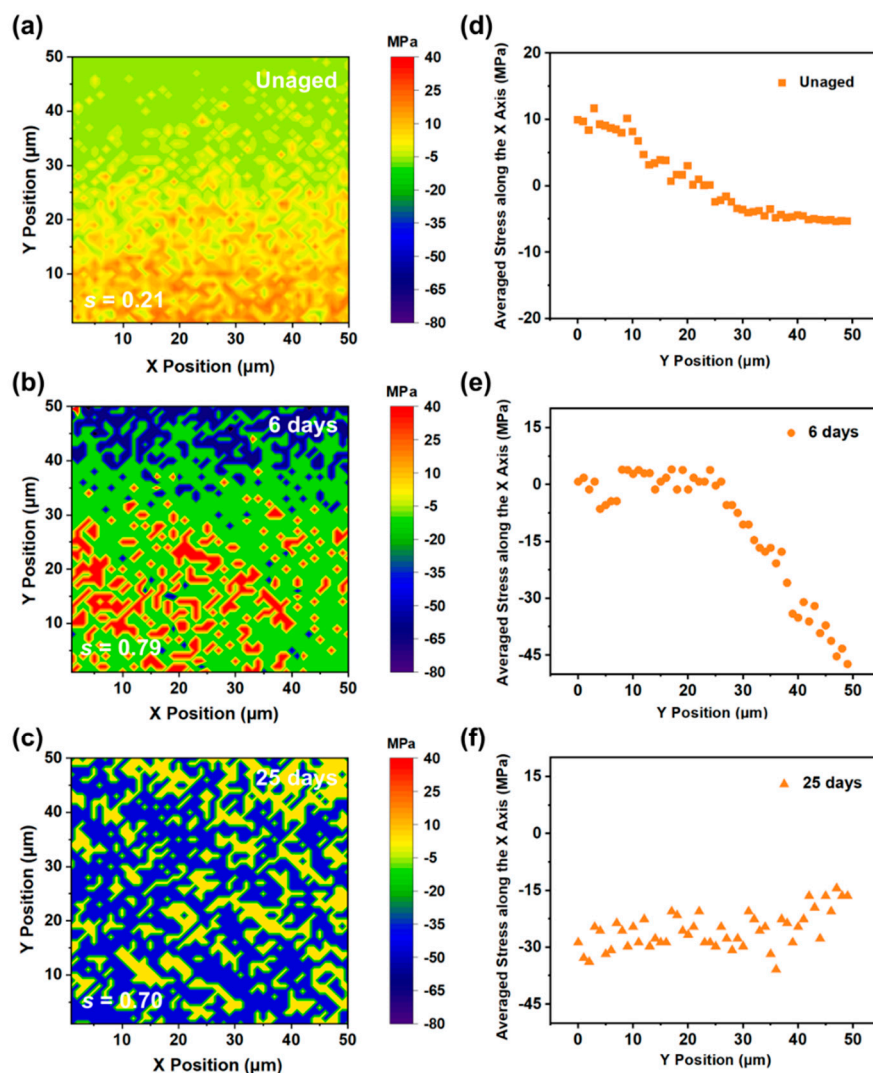 (a)
MPa
Unaged
s = 0.21
50
40
30
20
10
Y Position (µm)
10 20 30 40 50
X Position (µm)
40
25
10
-5
-20
-35
-50
-65
-80
(d)
20
10
0
-10
-20
Averaged Stress along the X Axis (MPa)
Unaged
0 10 20 30 40 50
Y Position (µm)
(b)
MPa
6 days
s = 0.79
50
40
30
20
10
Y Position (µm)
10 20 30 40 50
X Position (µm)
40
25
10
-5
-20
-35
-50
-65
-80
(e)
15
0
-15
-30
-45
Averaged Stress along the X Axis (MPa)
6 days
0 10 20 30 40 50
Y Position (µm)
(c)
MPa
25 days
s = 0.70
50
40
30
20
10
Y Position (µm)
10 20 30 40 50
X Position (µm)
40
25
10
-5
-20
-35
-50
-65
-80
(f)
15
0
-15
-30
-45
Averaged Stress along the X Axis (MPa)
25 days
0 10 20 30 40 50
Y Position (µm)